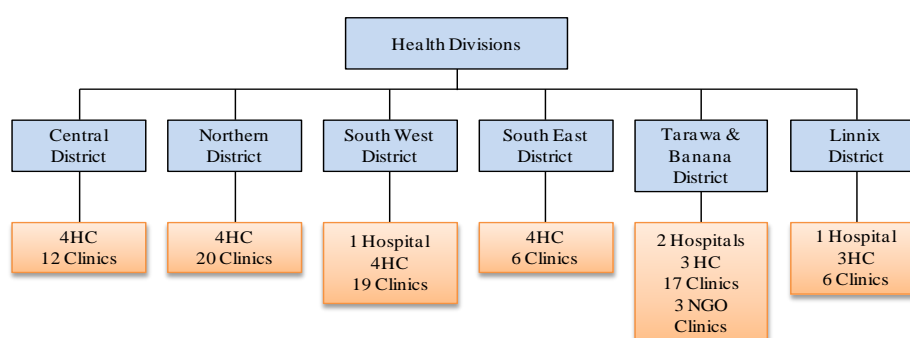 Health Divisions
Central
District
Northern
District
South West
District
South East
District
Tarawa &
Banana
District
Linnix
District
4HC
12 Clinics
4HC
20 Clinics
1 Hospital
4HC
19 Clinics
4HC
6 Clinics
2 Hospitals
3 HC
17 Clinics
3 NGO
Clinics
1 Hospital
3HC
6 Clinics